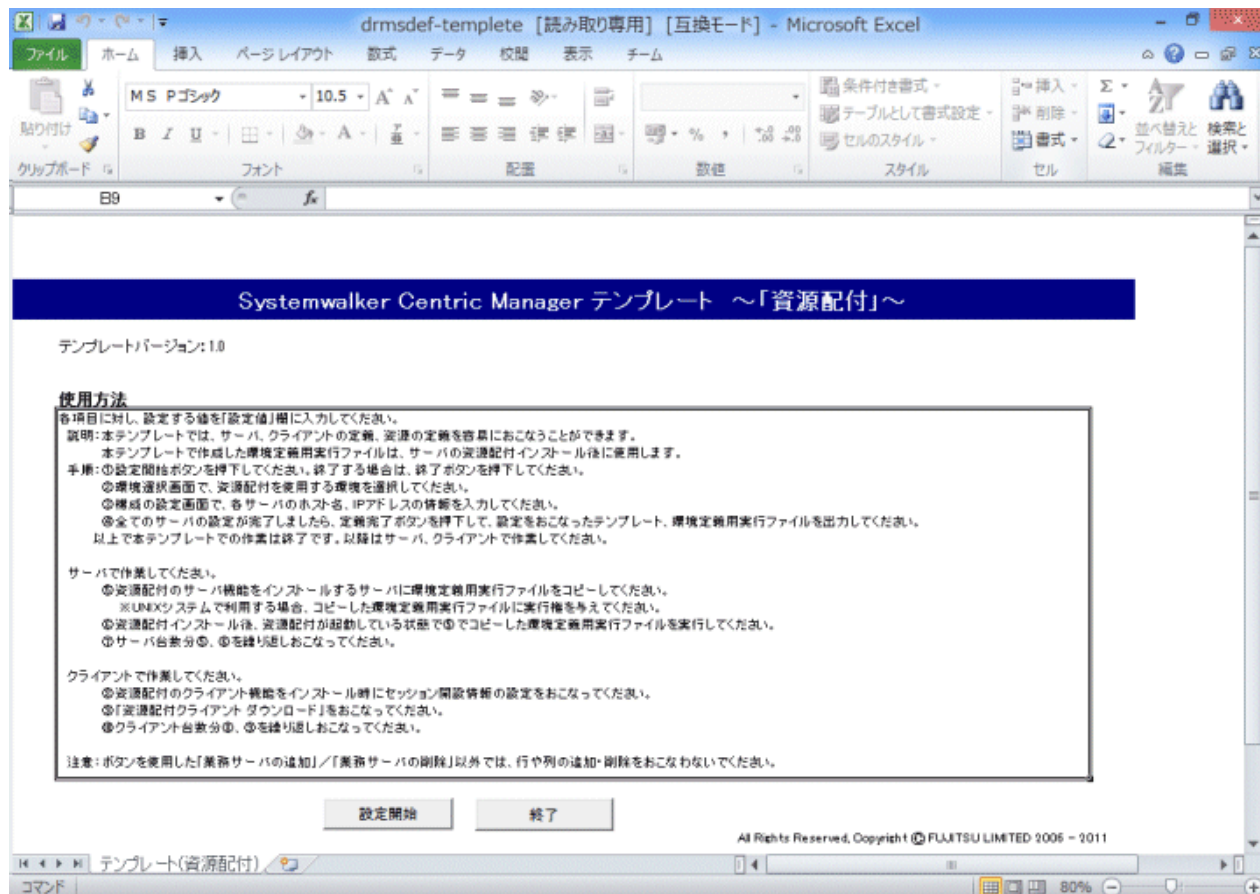 drmsdef-templete [読み取り専用] [互換モード] - Microsoft Excel
ファイル ホーム 挿入 ページ レイアウト 数式 データ 校閲 表示 チーム
MS Pゴシック 10.5
条件付き書式
挿入
貼り付け
テーブルとして書式設定
削除
並べ替えと フィルター
検索と 選択
セルのスタイル
書式
クリップボード フォント 配置 数値 スタイル セル 編集
B9 fx
Systemwalker Centric Manager テンプレート ～「資源配付」～
テンプレートバージョン:1.0
使用方法
各項目に対し、設定する値を「設定値」欄に入力してください。
説明:本テンプレートでは、サーバ、クライアントの定義、資源の定義を容易におこなうことができます。
本テンプレートで作成した環境定義用実行ファイルは、サーバの資源配付インストール後に使用します。
手順:①設定開始ボタンを押下してください。終了する場合は、終了ボタンを押下してください。
②環境選択画面で、資源配付を使用する環境を選択してください。
③構成の設定画面で、各サーバのホスト名、IPアドレスの情報を入力してください。
④全てのサーバの設定が完了しましたら、定義完了ボタンを押下して、設定をおこなったテンプレート、環境定義用実行ファイルを出力してください。
以上で本テンプレートでの作業は終了です。以降はサーバ、クライアントで作業してください。
サーバで作業してください。
⑤資源配付のサーバ機能をインストールするサーバに環境定義用実行ファイルをコピーしてください。
※UNIXシステムで利用する場合、コピーした環境定義用実行ファイルに実行権を与えてください。
⑥資源配付インストール後、資源配付が起動している状態で⑤でコピーした環境定義用実行ファイルを実行してください。
⑦サーバ台数分⑤、⑥を繰り返しおこなってください。
クライアントで作業してください。
⑧資源配付のクライアント機能をインストール時にセッション開設情報の設定をおこなってください。
⑨「資源配付クライアント ダウンロード」をおこなってください。
⑩クライアント台数分⑧、⑨を繰り返しおこなってください。
注意:ボタンを使用した「業務サーバの追加」／「業務サーバの削除」以外では、行や列の追加・削除をおこなわないでください。
設定開始 終了
All Rights Reserved, Copyright © FUJITSU LIMITED 2006 - 2011
テンプレート(資源配付)
コマンド 80%